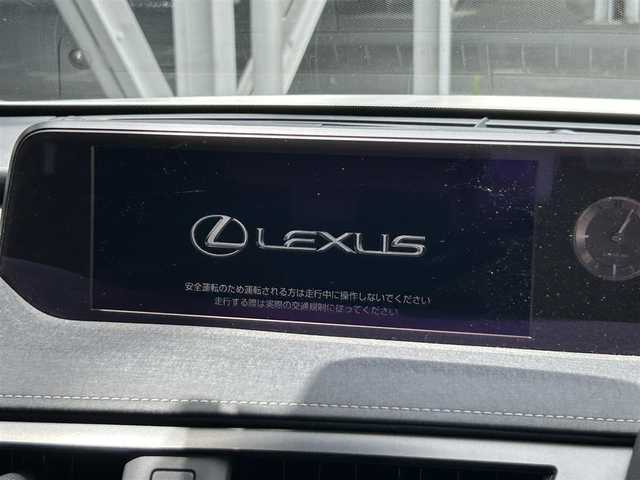 LEXUS
安全運転のため運転される方は走行中に操作しないでください
走行する際は実際の交通規則に従ってください